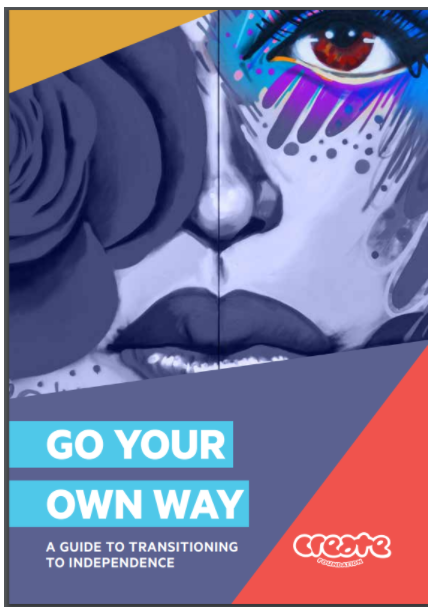 GO YOUR
OWN WAY
A GUIDE TO TRANSITIONING
TO INDEPENDENCE
create
FOUNDATION